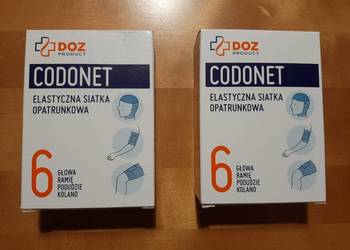 DOZ
PRODUCT
CODONET
ELASTYCZNA SIATKA
OPATRUNKOWA
6
GŁOWA
RAMIĘ
PODUDZIE
KOLANO
DOZ
PRODUCT
CODONET
ELASTYCZNA SIATKA
OPATRUNKOWA
6
GŁOWA
RAMIĘ
PODUDZIE
KOLANO